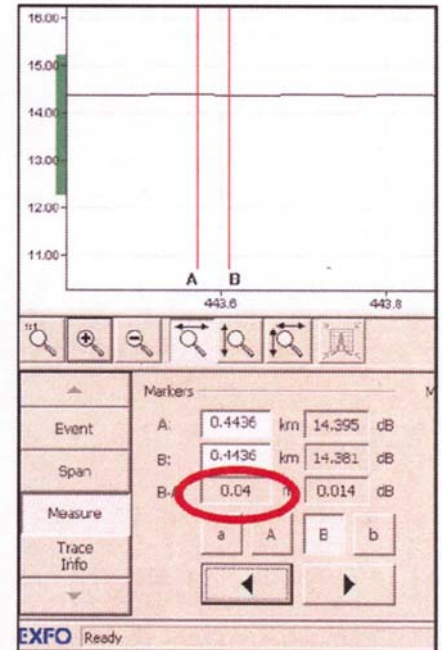 16.00
15.00
14.00
13.00
12.00
11.00
A B
443.6 443.8
1:1
Event
Span
Measure
Trace
Info
Markers M
A: 0.4436 km 14.395 dB
B: 0.4436 km 14.381 dB
0.04 0.014 dB
a A B b
EXFO Ready